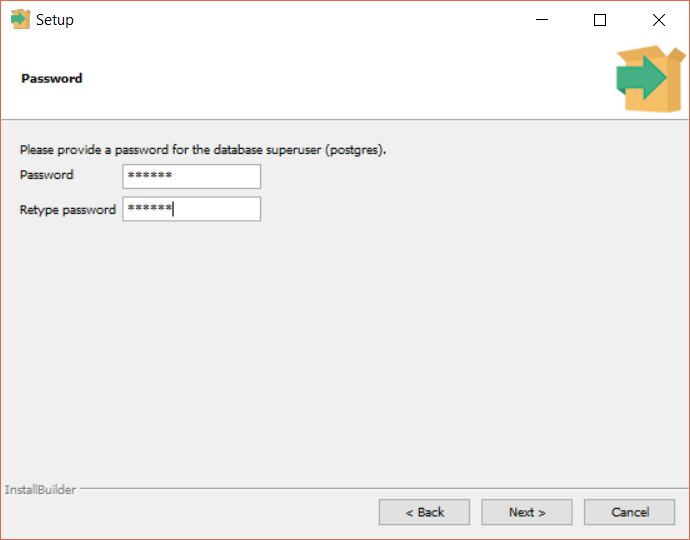 Setup
Password
Please provide a password for the database superuser (postgres).
Password ******
Retype password ******
InstallBuilder
< Back Next > Cancel